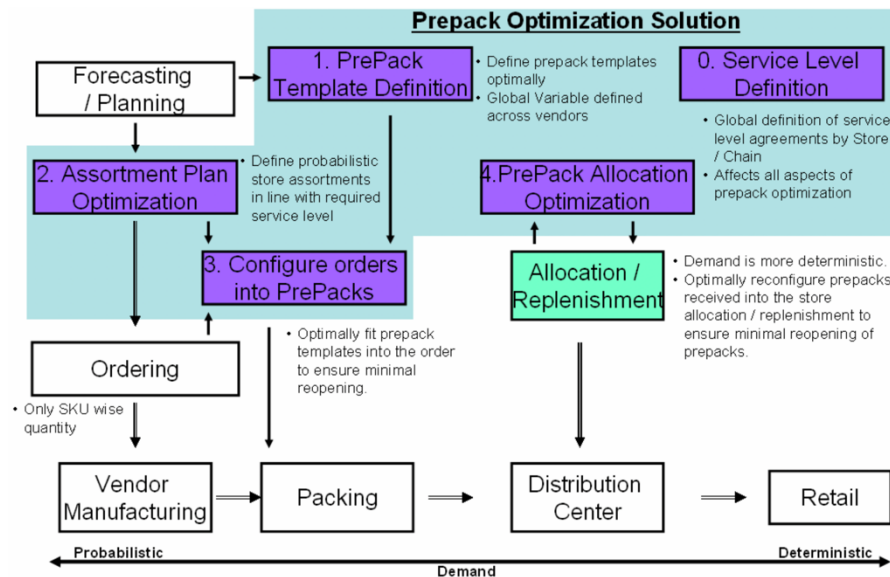 Prepack Optimization Solution
Forecasting
/ Planning
1. PrePack
Template Definition
• Define prepack templates
optimally
• Global Variable defined
across vendors
0. Service Level
Definition
• Global definition of service
level agreements by Store
/ Chain
• Affects all aspects of
prepack optimization
2. Assortment Plan
Optimization
• Define probabilistic
store assortments
in line with required
service level
4.PrePack Allocation
Optimization
3. Configure orders
into PrePacks
Allocation /
Replenishment
• Demand is more deterministic.
• Optimally reconfigure prepacks
received into the store
allocation / replenishment to
ensure minimal reopening of
prepacks.
• Optimally fit prepack
templates into the order
to ensure minimal
reopening.
Ordering
• Only SKU wise
quantity
Vendor
Manufacturing
Packing
Distribution
Center
Retail
Probabilistic
Deterministic
Demand